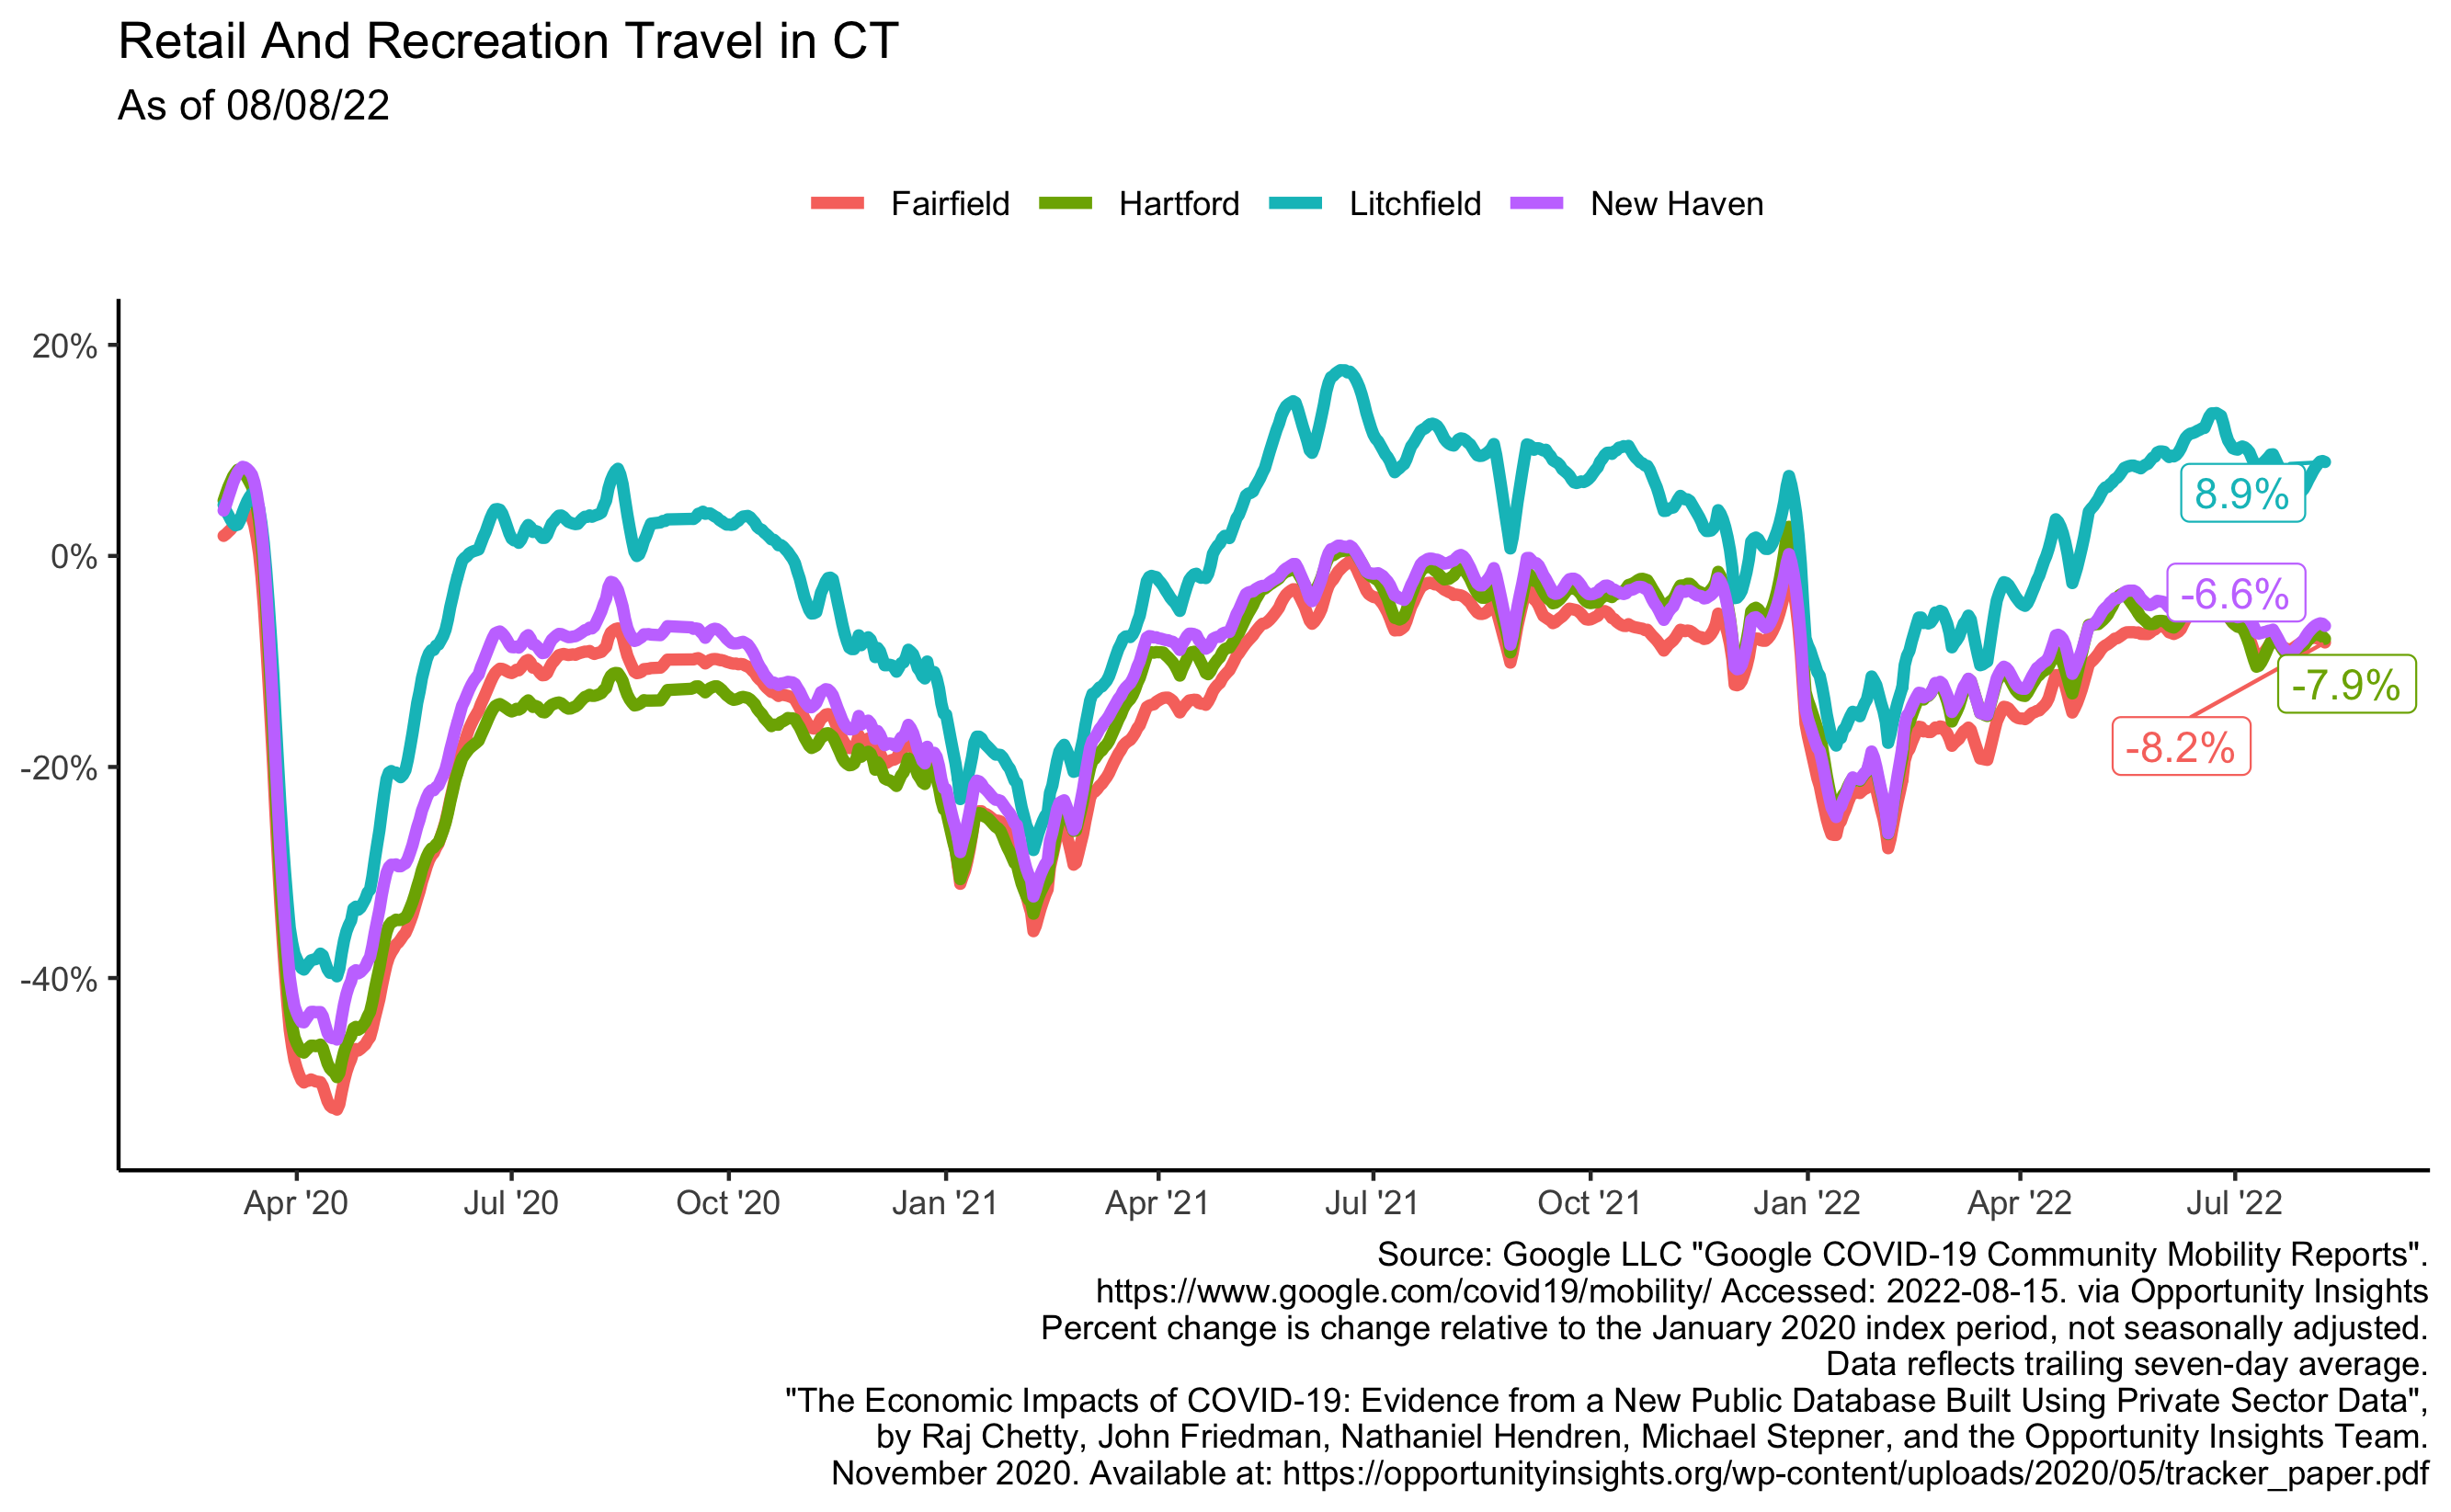 Retail And Recreation Travel in CT
As of 08/08/22
Fairfield Hartford Litchfield New Haven
20%
0%
-20%
-40%
8.9%
-6.6%
-7.9%
-8.2%
Apr '20 Jul '20 Oct '20 Jan '21 Apr '21 Jul '21 Oct '21 Jan '22 Apr '22 Jul '22
Source: Google LLC "Google COVID-19 Community Mobility Reports".
https://www.google.com/covid19/mobility/ Accessed: 2022-08-15. via Opportunity Insights
Percent change is change relative to the January 2020 index period, not seasonally adjusted.
Data reflects trailing seven-day average.
"The Economic Impacts of COVID-19: Evidence from a New Public Database Built Using Private Sector Data",
by Raj Chetty, John Friedman, Nathaniel Hendren, Michael Stepner, and the Opportunity Insights Team.
November 2020. Available at: https://opportunityinsights.org/wp-content/uploads/2020/05/tracker_paper.pdf